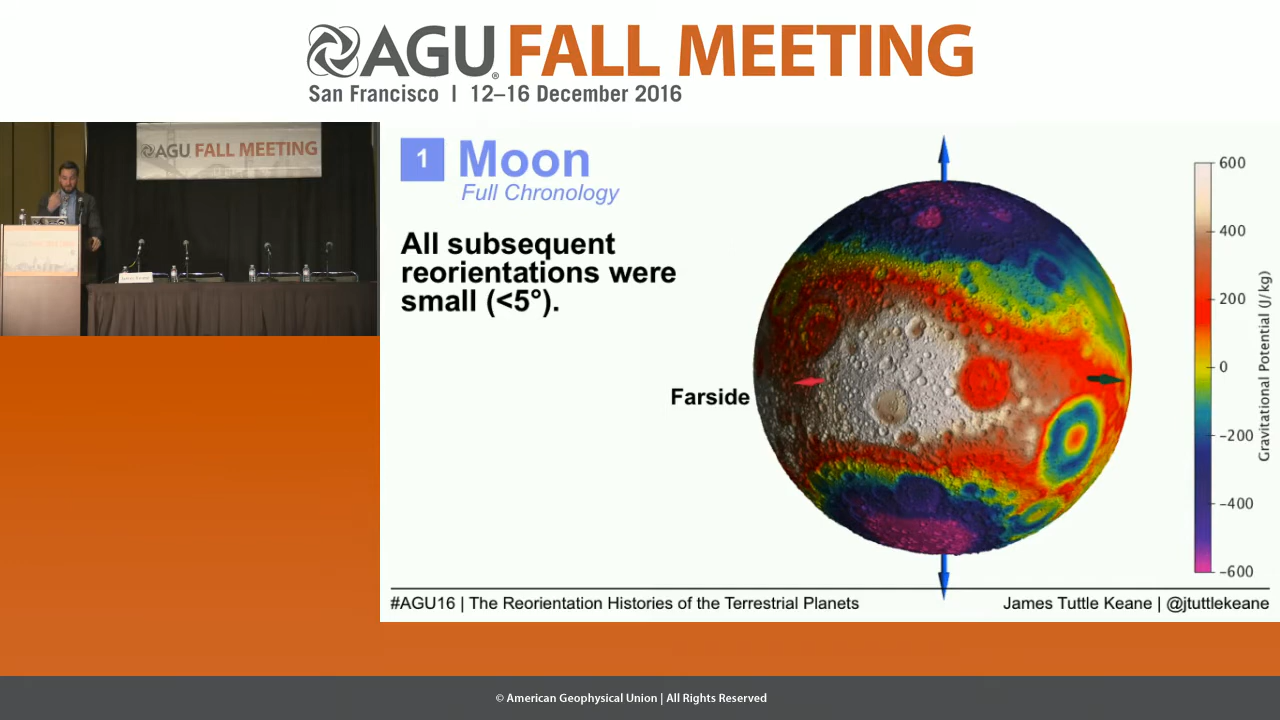 AGU FALL MEETING
San Francisco | 12–16 December 2016
AGU FALL MEETING
1 Moon
Full Chronology
All subsequent
reorientations were
small (<5°).
Farside
600
400
200
0
−200
−400
−600
Gravitational Potential (J/kg)
#AGU16 | The Reorientation Histories of the Terrestrial Planets
James Tuttle Keane | @jtuttlekeane
© American Geophysical Union | All Rights Reserved